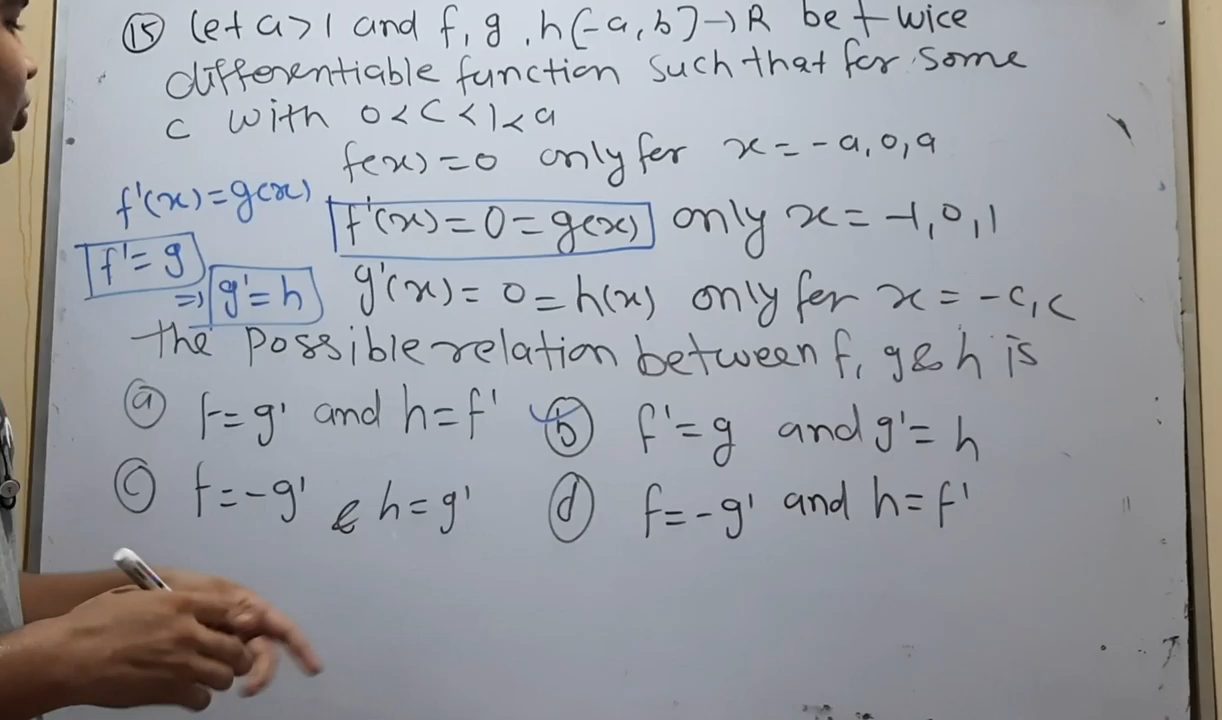 ⑮ let a>1 and f, g, h[-a, b]→R be twice
differentiable function such that for some
c with 0<C<1<a
f(x)=0 only for x=-a,0,a
f'(x)=g(x)
f'(x)=0=g(x) only x=-1,0,1
f'=g
=> g'=h g'(x)=0=h(x) only for x=-c,c
The possible relation between f, g & h is
ⓐ f=g' and h=f' ⓑ f'=g and g'=h
ⓒ f=-g' & h=g' ⓓ f=-g' and h=f'